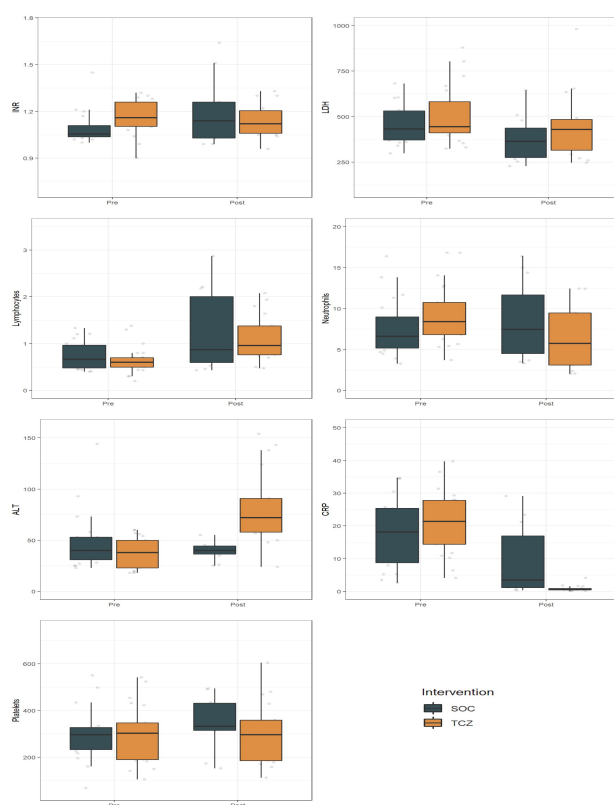 1.8
1.5
1.2
0.9
INR
Pre
Post
1000
750
500
250
LDH
Pre
Post
3
2
1
0
Lymphocytes
Pre
Post
20
15
10
5
0
Neutrophils
Pre
Post
150
100
50
0
ALT
Pre
Post
50
40
30
20
10
0
CRP
Pre
Post
600
400
200
Platelets
Pre
Post
Intervention
SOC
TCZ